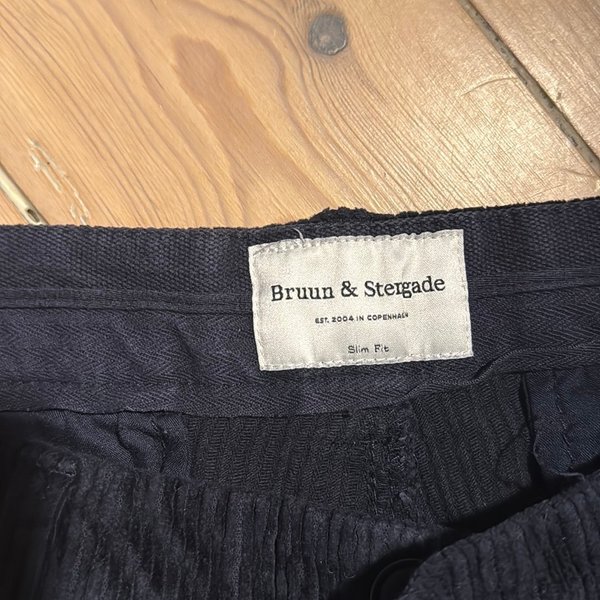 Bruun & Stergade
EST. 2004 IN COPENHAGEN
Slim Fit